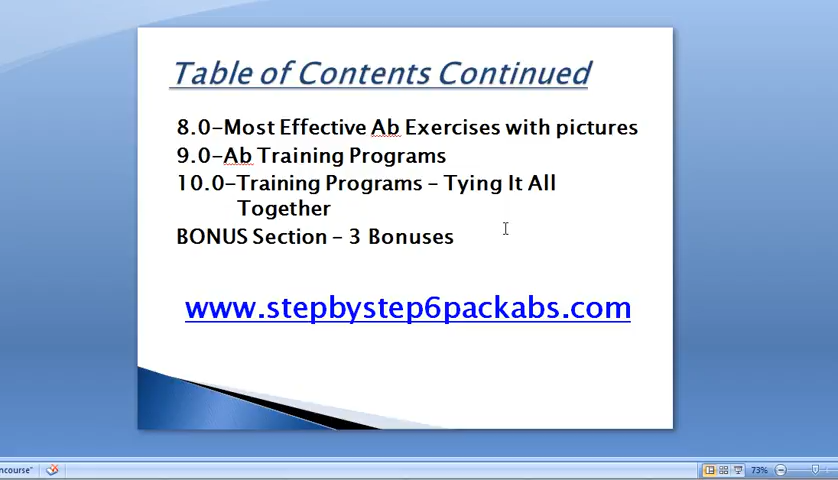 Table of Contents Continued
8.0-Most Effective Ab Exercises with pictures
9.0-Ab Training Programs
10.0-Training Programs – Tying It All
Together
BONUS Section – 3 Bonuses
www.stepbystep6packabs.com
ncourse"
73%